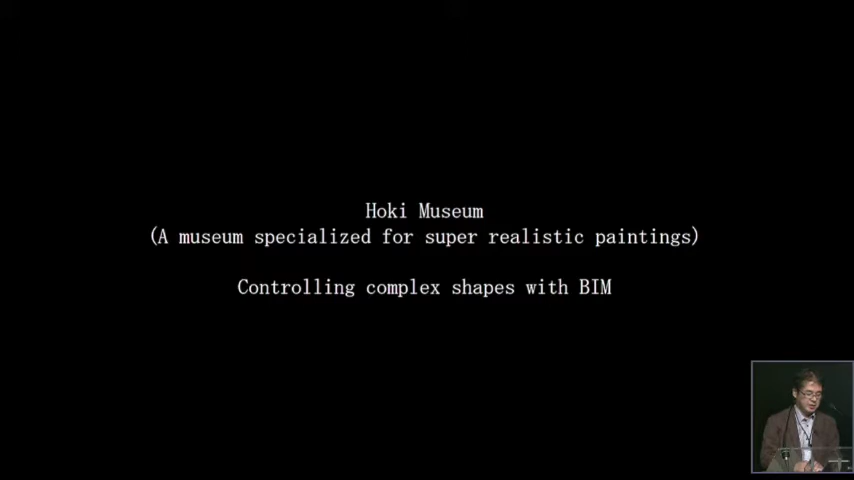 Hoki Museum
(A museum specialized for super realistic paintings)
Controlling complex shapes with BIM